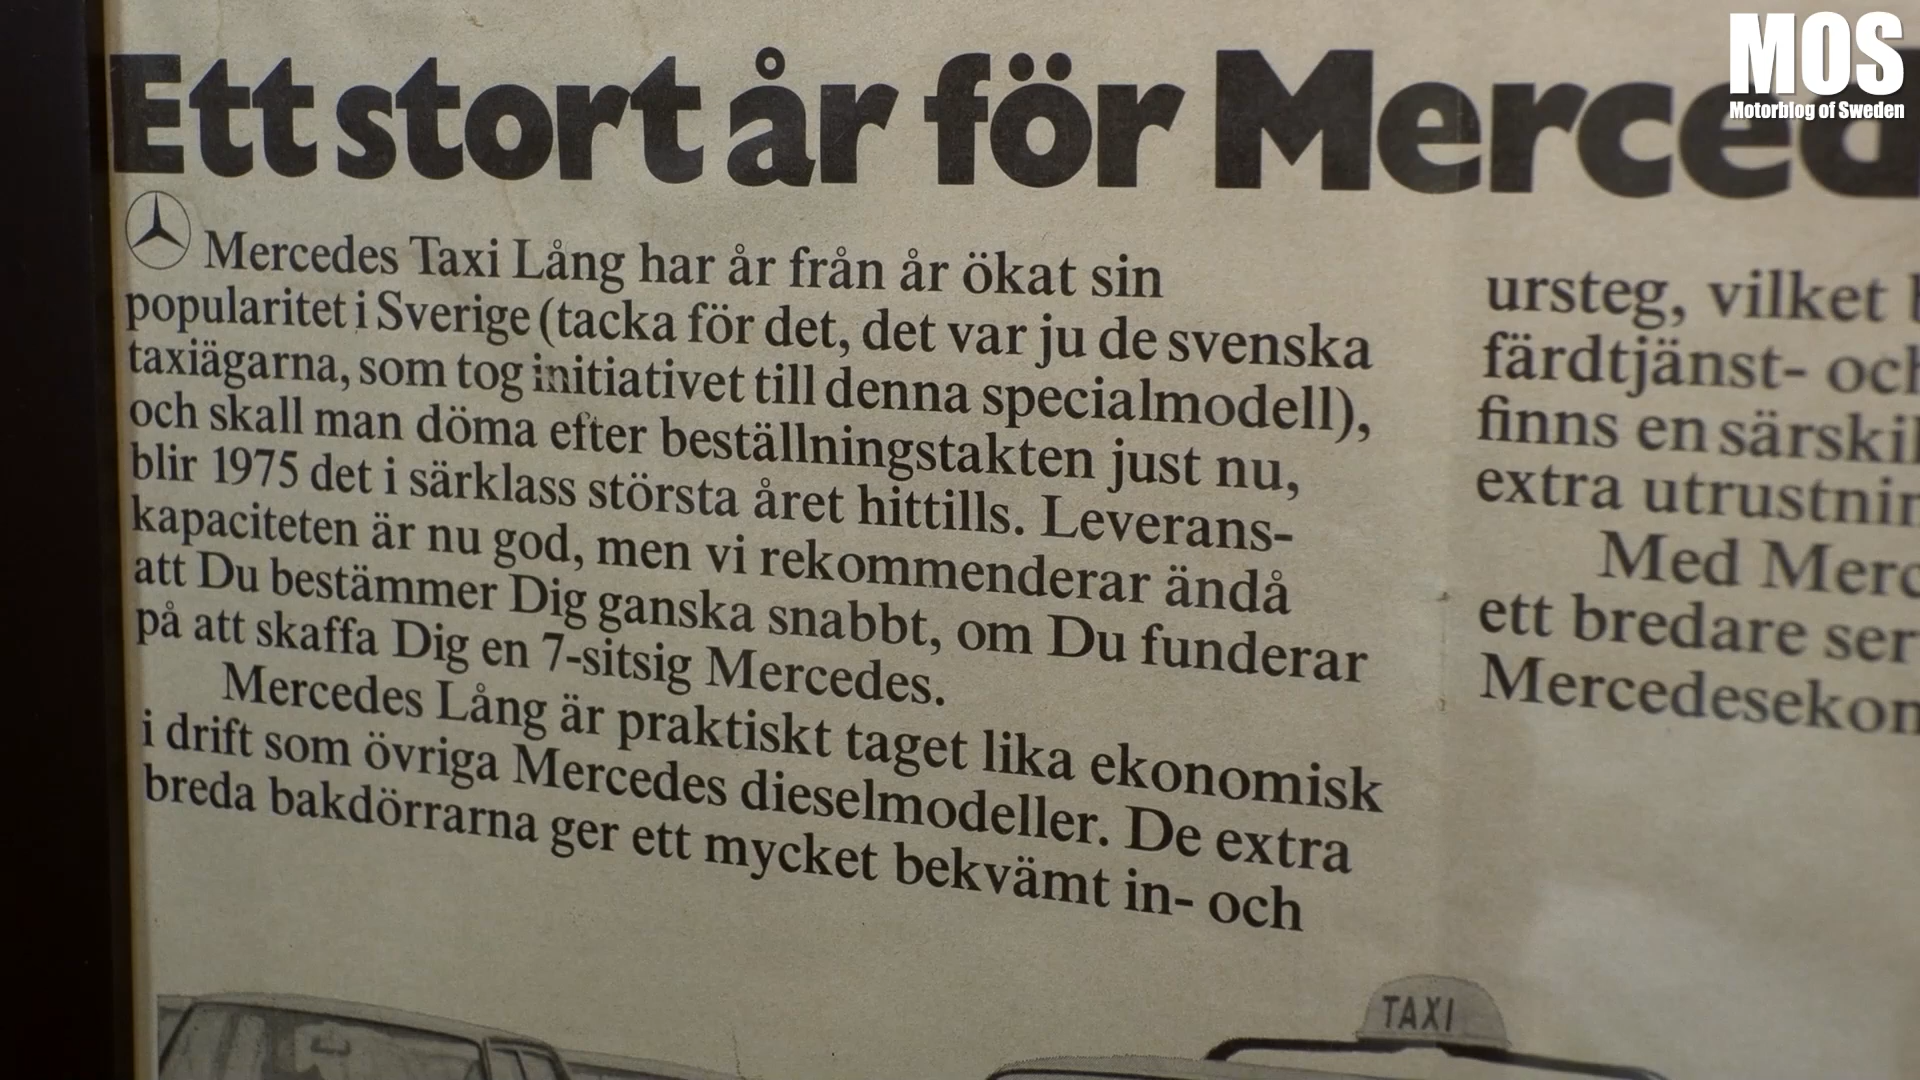 Ett stort år för Merced
Mercedes Taxi Lång har år från år ökat sin
popularitet i Sverige (tacka för det, det var ju de svenska
taxiägarna, som tog initiativet till denna specialmodell),
och skall man döma efter beställningstakten just nu,
blir 1975 det i särklass största året hittills. Leverans-
kapaciteten är nu god, men vi rekommenderar ändå
att Du bestämmer Dig ganska snabbt, om Du funderar
på att skaffa Dig en 7-sitsig Mercedes.
Mercedes Lång är praktiskt taget lika ekonomisk
i drift som övriga Mercedes dieselmodeller. De extra
breda bakdörrarna ger ett mycket bekvämt in- och
ursteg, vilket
färdtjänst- och
finns en särskil
extra utrustnin
Med Merc
ett bredare ser
Mercedesekon
TAXI
MOS
Motorblog of Sweden